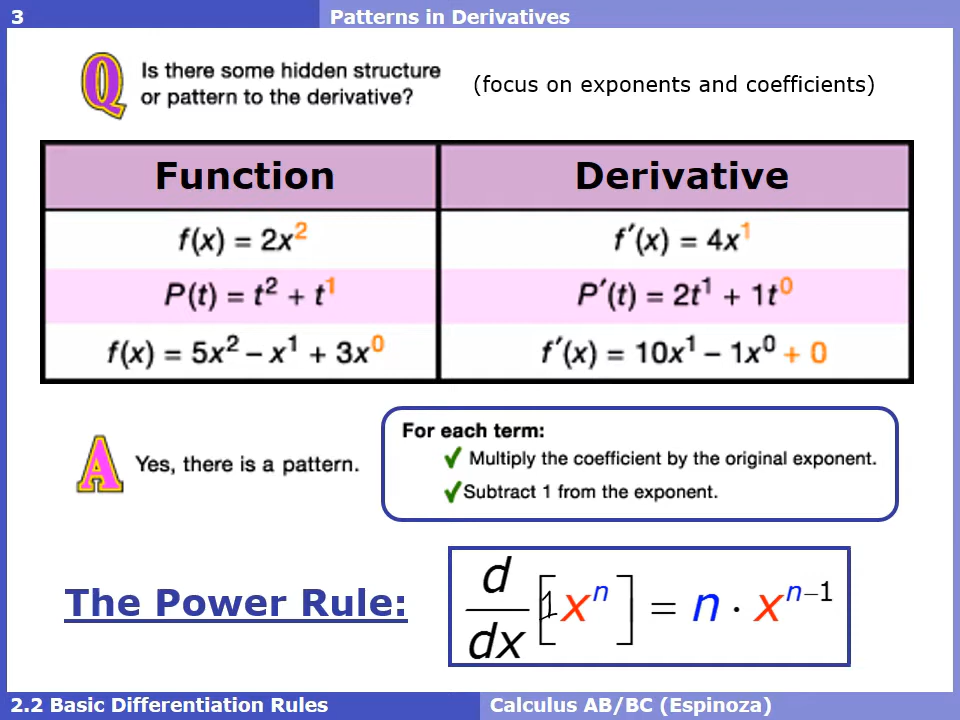 3 Patterns in Derivatives
Q Is there some hidden structure
or pattern to the derivative?
(focus on exponents and coefficients)
Function Derivative
f(x) = 2x² f′(x) = 4x¹
P(t) = t² + t¹ P′(t) = 2t¹ + 1t⁰
f(x) = 5x² – x¹ + 3x⁰ f′(x) = 10x¹ – 1x⁰ + 0
A Yes, there is a pattern.
For each term:
✓ Multiply the coefficient by the original exponent.
✓ Subtract 1 from the exponent.
The Power Rule: d/dx [1xⁿ] = n · xⁿ⁻¹
2.2 Basic Differentiation Rules Calculus AB/BC (Espinoza)